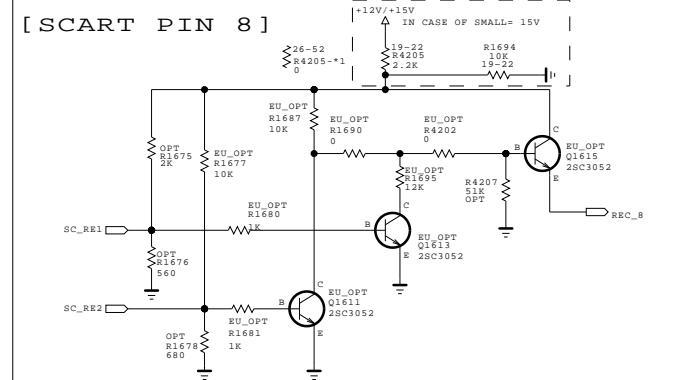 [SCART PIN 8]
+12V/+15V
IN CASE OF SMALL= 15V
26-52
R4205-*1
0
19-22
R4205
2.2K
R1694
10K
19-22
EU_OPT
R1687
10K
EU_OPT
R1690
0
EU_OPT
R4202
0
C
B
E
EU_OPT
Q1615
2SC3052
OPT
R1675
2K
EU_OPT
R1677
10K
EU_OPT
R1695
12K
R4207
51K
OPT
REC_8
SC_RE1
EU_OPT
R1680
1K
C
B
E
EU_OPT
Q1613
2SC3052
OPT
R1676
560
SC_RE2
EU_OPT
R1681
1K
C
B
E
EU_OPT
Q1611
2SC3052
OPT
R1678
680